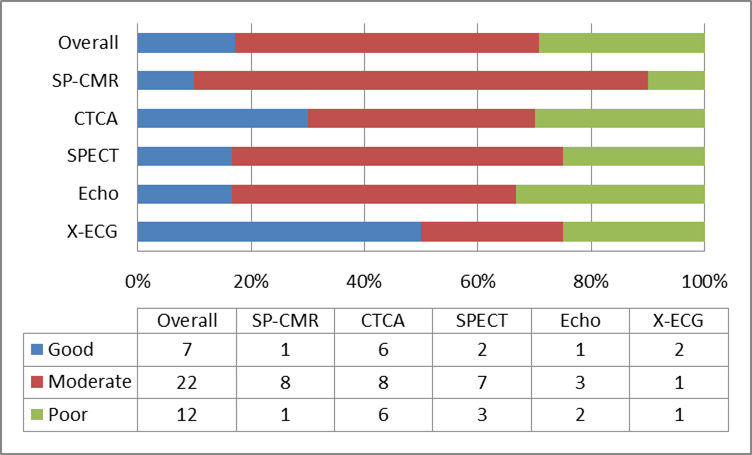 Overall
SP-CMR
CTCA
SPECT
Echo
X-ECG
0% 20% 40% 60% 80% 100%
Overall SP-CMR CTCA SPECT Echo X-ECG
Good 7 1 6 2 1 2
Moderate 22 8 8 7 3 1
Poor 12 1 6 3 2 1